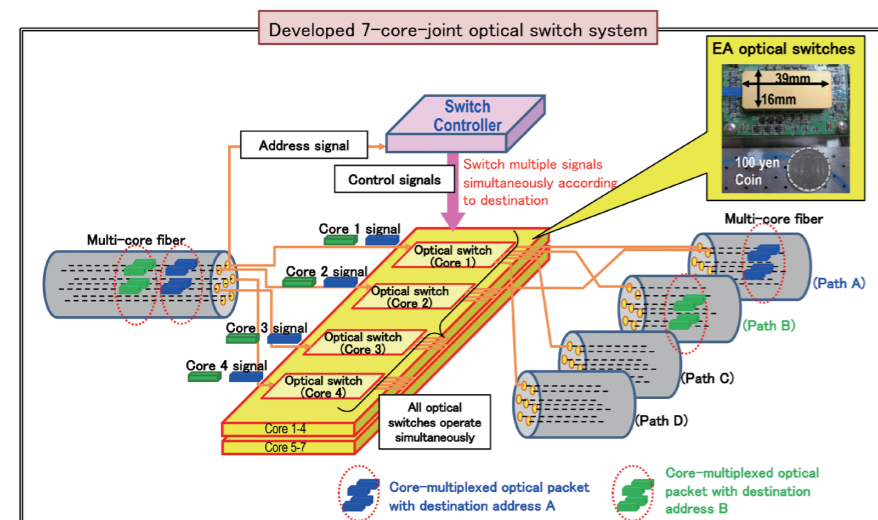 Developed 7-core-joint optical switch system
EA optical switches
39mm
16mm
100 yen
Coin
Switch
Controller
Address signal
Control signals
Switch multiple signals
simultaneously according
to destination
Multi-core fiber
Core 1 signal
Optical switch
(Core 1)
Core 2 signal
Optical switch
(Core 2)
Core 3 signal
Optical switch
(Core 3)
Core 4 signal
Optical switch
(Core 4)
Multi-core fiber
(Path A)
(Path B)
(Path C)
(Path D)
All optical
switches operate
simultaneously
Core 1-4
Core 5-7
Core-multiplexed optical packet
with destination address A
Core-multiplexed optical
packet with destination
address B